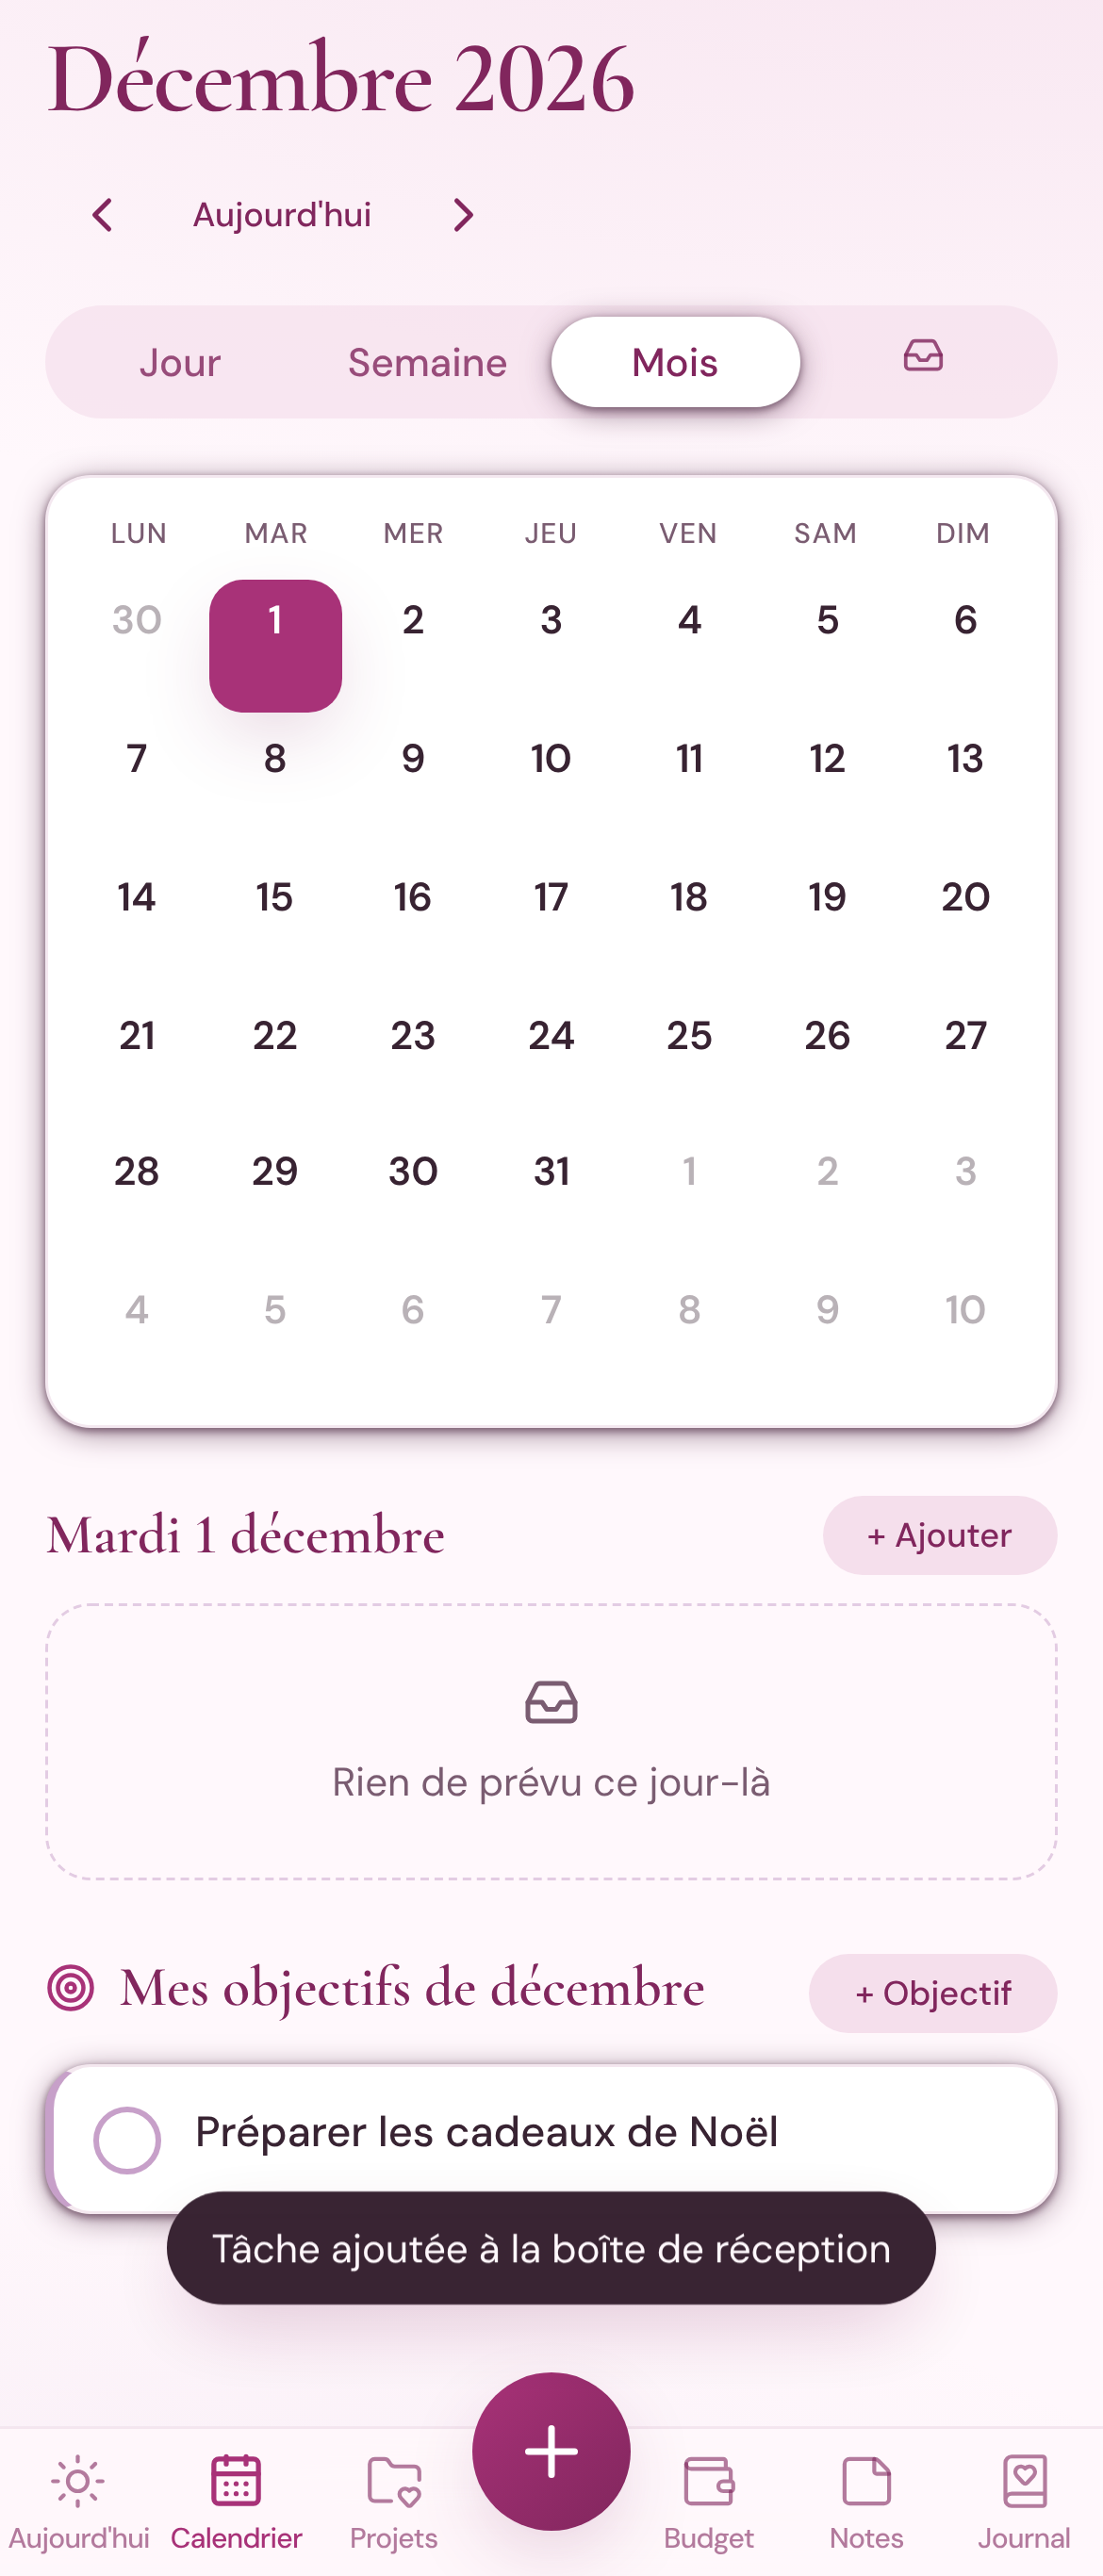 Décembre 2026
Aujourd'hui
Jour Semaine Mois
LUN MAR MER JEU VEN SAM DIM
30 1 2 3 4 5 6
7 8 9 10 11 12 13
14 15 16 17 18 19 20
21 22 23 24 25 26 27
28 29 30 31 1 2 3
4 5 6 7 8 9 10
Mardi 1 décembre + Ajouter
Rien de prévu ce jour-là
Mes objectifs de décembre + Objectif
Préparer les cadeaux de Noël
Tâche ajoutée à la boîte de réception
Aujourd'hui Calendrier Projets Budget Notes Journal